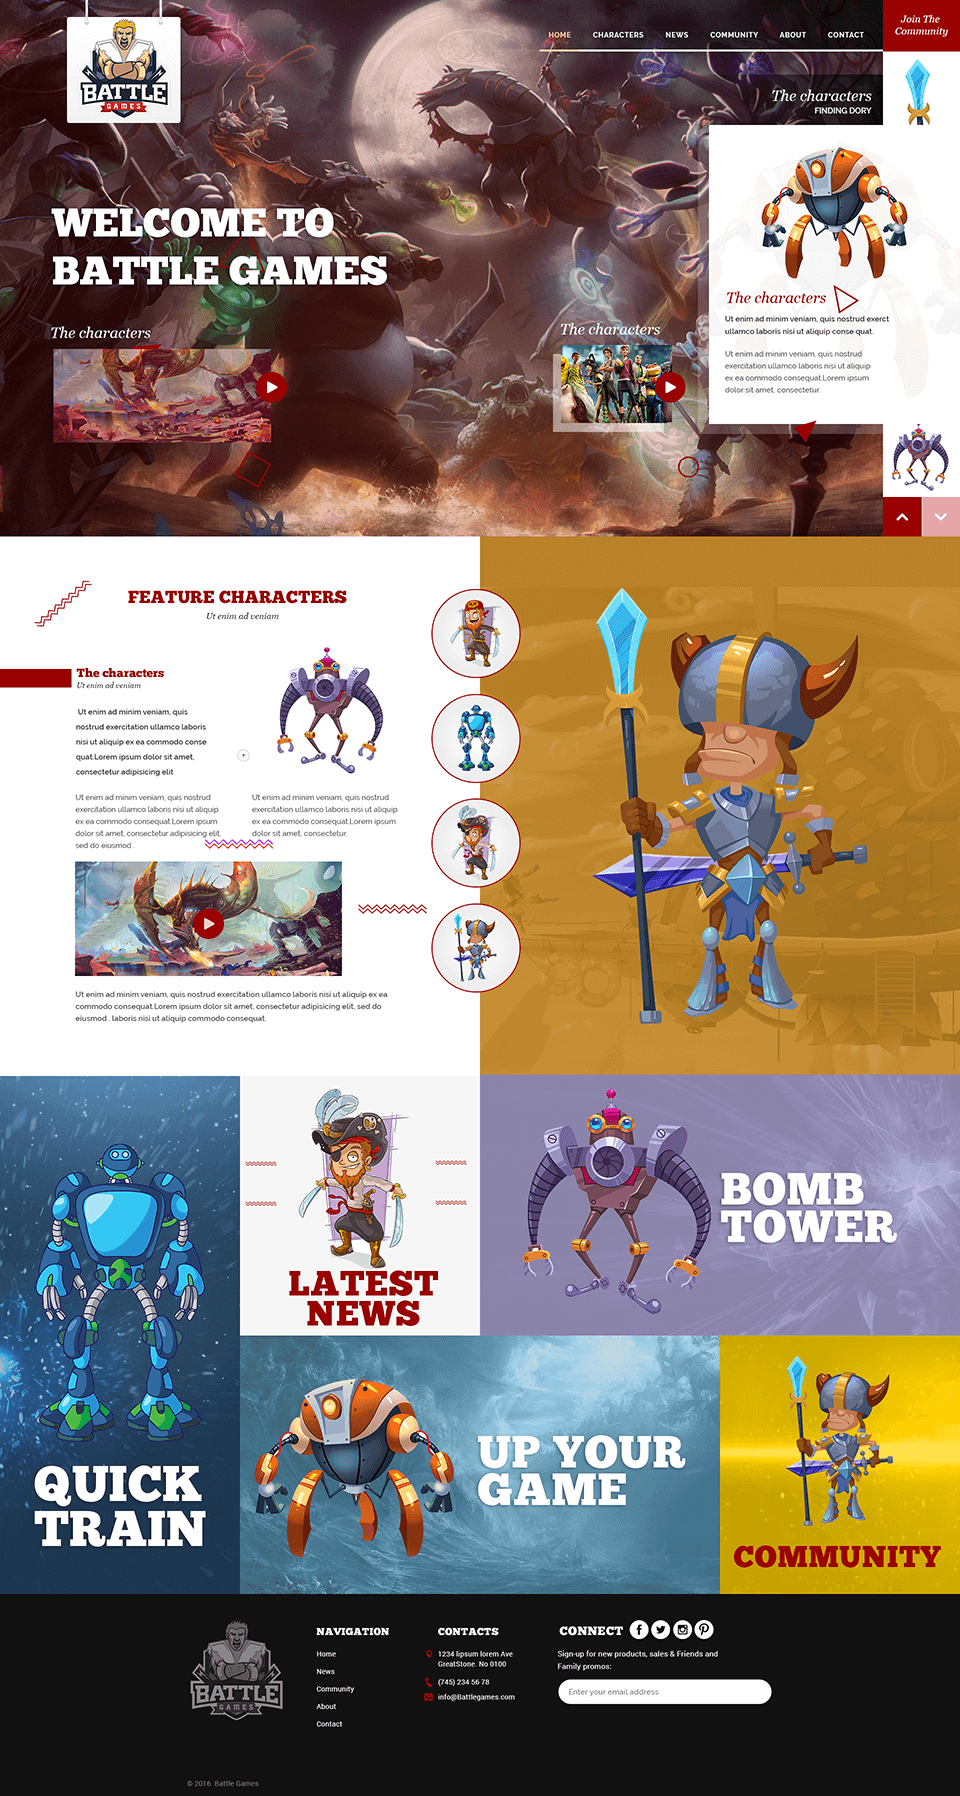 BATTLE
GAMES
HOME CHARACTERS NEWS COMMUNITY ABOUT CONTACT
Join The
Community
The characters
FINDING DORY
WELCOME TO
BATTLE GAMES
The characters
The characters
The characters
Ut enim ad minim veniam, quis nostrud exerct
ullamco laboris nisi ut aliquip conse quat.
Ut enim ad minim veniam, quis nostrud
exercitation ullamco laboris nisi ut aliquip
ex ea commodo consequat.Lorem ipsum
dolor sit amet, consectetur.
FEATURE CHARACTERS
Ut enim ad veniam
The characters
Ut enim ad veniam
Ut enim ad minim veniam, quis
nostrud exercitation ullamco laboris
nisi ut aliquip ex ea commodo conse
quat.Lorem ipsum dolor sit amet,
consectetur adipisicing elit
Ut enim ad minim veniam, quis nostrud
exercitation ullamco laboris nisi ut aliquip
ex ea commodo consequat.Lorem ipsum
dolor sit amet, consectetur adipisicing elit,
sed do eiusmod .
Ut enim ad minim veniam, quis nostrud
exercitation ullamco laboris nisi ut aliquip
ex ea commodo consequat.Lorem ipsum
dolor sit amet, consectetur.
Ut enim ad minim veniam, quis nostrud exercitation ullamco laboris nisi ut aliquip ex ea
commodo consequat.Lorem ipsum dolor sit amet, consectetur adipisicing elit, sed do
eiusmod . laboris nisi ut aliquip commodo consequat.
LATEST
NEWS
BOMB
TOWER
QUICK
TRAIN
UP YOUR
GAME
COMMUNITY
BATTLE
GAMES
NAVIGATION
Home
News
Community
About
Contact
CONTACTS
1234 lipsum lorem Ave
GreatStone. No 0100
(745) 234 56 78
info@Battlegames.com
CONNECT
Sign-up for new products, sales & Friends and
Family promos:
Enter your email address
© 2016 Battle Games